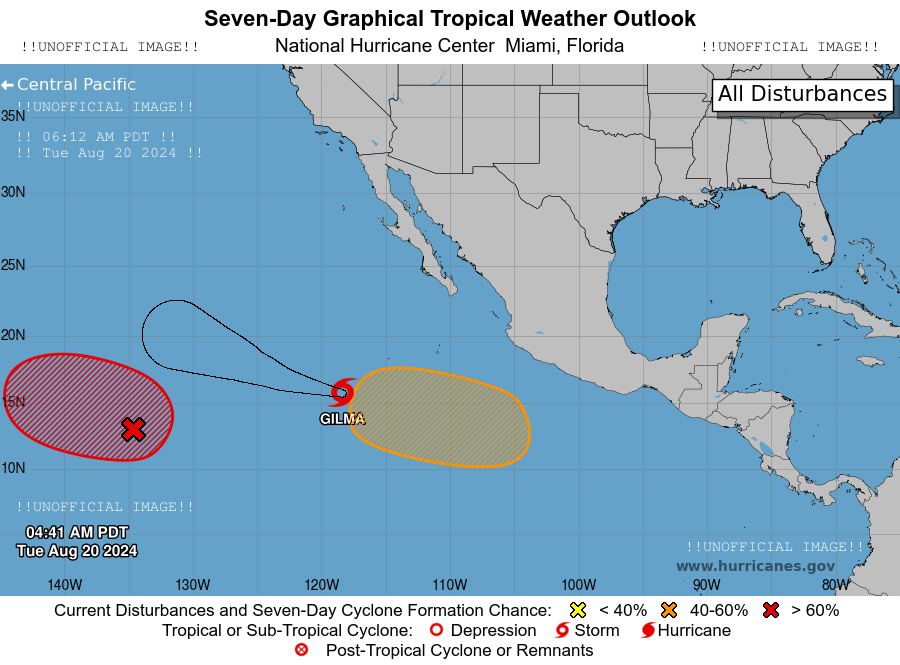 Seven-Day Graphical Tropical Weather Outlook
!!UNOFFICIAL IMAGE!! National Hurricane Center Miami, Florida !!UNOFFICIAL IMAGE!!
Central Pacific
All Disturbances
!!UNOFFICIAL IMAGE!!
35N
!! 06:12 AM PDT !!
!! Tue Aug 20 2024 !!
30N
25N
20N
15N
GILMA
10N
!!UNOFFICIAL IMAGE!!
04:41 AM PDT
Tue Aug 20 2024
!!UNOFFICIAL IMAGE!!
www.hurricanes.gov
140W 130W 120W 110W 100W 90W 80W
Current Disturbances and Seven-Day Cyclone Formation Chance: < 40% 40-60% > 60%
Tropical or Sub-Tropical Cyclone: Depression Storm Hurricane
Post-Tropical Cyclone or Remnants